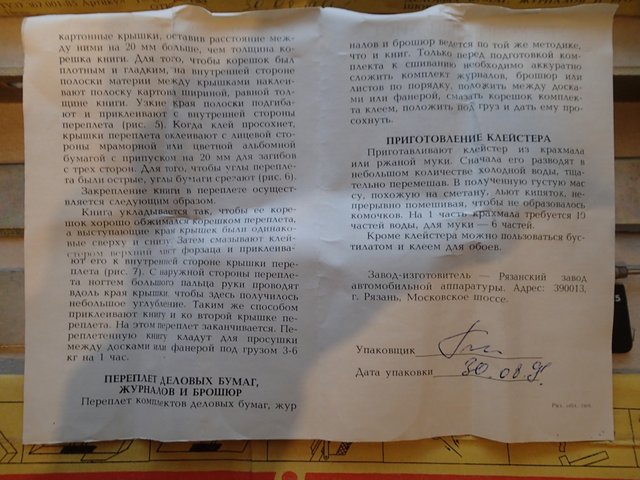 картонные крышки, оставив расстояние меж-
ду ними на 20 мм больше, чем толщина ко-
решка книги. Для того, чтобы корешок был
плотным и гладким, на внутренней стороне
полоски материи между крышками наклеи-
вают полоску картона шириной, равной тол-
щине книги. Узкие края полоски подгиба-
ют и приклеивают с внутренней стороны
переплета (рис. 5). Когда клей просохнет,
крышки переплета оклеивают с лицевой сто-
роны мраморной или цветной альбомной
бумагой с припуском на 20 мм для загибов
с трех сторон. Для того, чтобы углы перепле-
та были острые, углы бумаги срезают (рис. 6).
Закрепление книги в переплете осущест-
вляется следующим образом.
Книга укладывается так, чтобы ее коре-
шок хорошо обжимался корешком переплета,
а выступающие края крышек были одинако-
вые сверху и снизу. Затем смазывают клей-
стером верхний лист форзаца и приклеива-
ют его к внутренней стороне крышки пере-
плета (рис. 7). С наружной стороны перепле-
та ногтем большого пальца руки проводят
вдоль края крышки, чтобы здесь получилось
небольшое углубление. Таким же способом
приклеивают книгу и ко второй крышке пе-
реплета. На этом переплет заканчивается. Пе-
реплетенную книгу кладут для просушки
между досками или фанерой под грузом 3-6
кг на 1 час.
ПЕРЕПЛЕТ ДЕЛОВЫХ БУМАГ,
ЖУРНАЛОВ И БРОШЮР
Переплет комплектов деловых бумаг, жур
налов и брошюр ведется по той же методике,
что и книг. Только перед подготовкой ком-
плекта к сшиванию необходимо аккуратно
сложить комплект журналов, брошюр или
листов по порядку, положить между доска-
ми или фанерой, смазать корешок комплек-
та клеем, положить под груз и дать ему про-
сохнуть.
ПРИГОТОВЛЕНИЕ КЛЕЙСТЕРА
Приготавливают клейстер из крахмала
или ржаной муки. Сначала его разводят в
небольшом количестве холодной воды, тща-
тельно перемешав. В полученную густую мас-
су, похожую на сметану, льют кипяток, не-
прерывно помешивая, чтобы не образовалось
комочков. На 1 часть крахмала требуется 10
частей воды, для муки — 6 частей.
Кроме клейстера можно пользоваться бус-
тилатом и клеем для обоев.
Завод-изготовитель — Рязанский завод
автомобильной аппаратуры. Адрес: 390013,
г. Рязань, Московское шоссе.
Упаковщик
Дата упаковки 30.08.91.